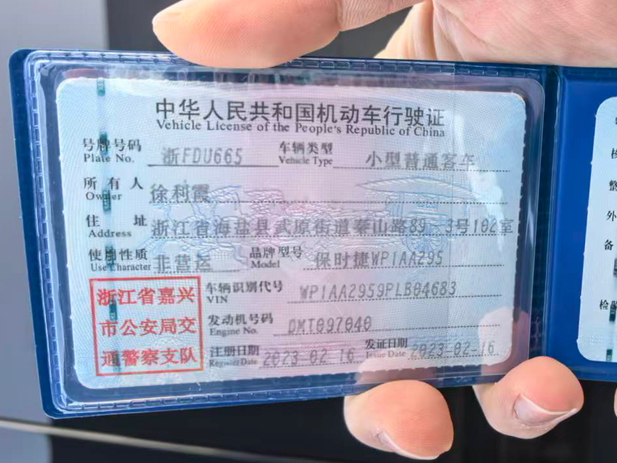 中华人民共和国机动车行驶证
Vehicle License of the People's Republic of China
号牌号码 浙FDU665 车辆类型 小型普通客车
Plate No. Vehicle Type
所有人 徐利霞
Owner
住址 浙江省海盐县武原街道秦山路89-3号102室
Address
使用性质 非营运 品牌型号 保时捷WP1AA295
Use Character Model
浙江省嘉兴
市公安局交
通警察支队
车辆识别代号 WP1AA2959PLB04683
VIN
发动机号码 DMT097040
Engine No.
注册日期 2023-02-16 发证日期 2023-02-16
Register Date Issue Date